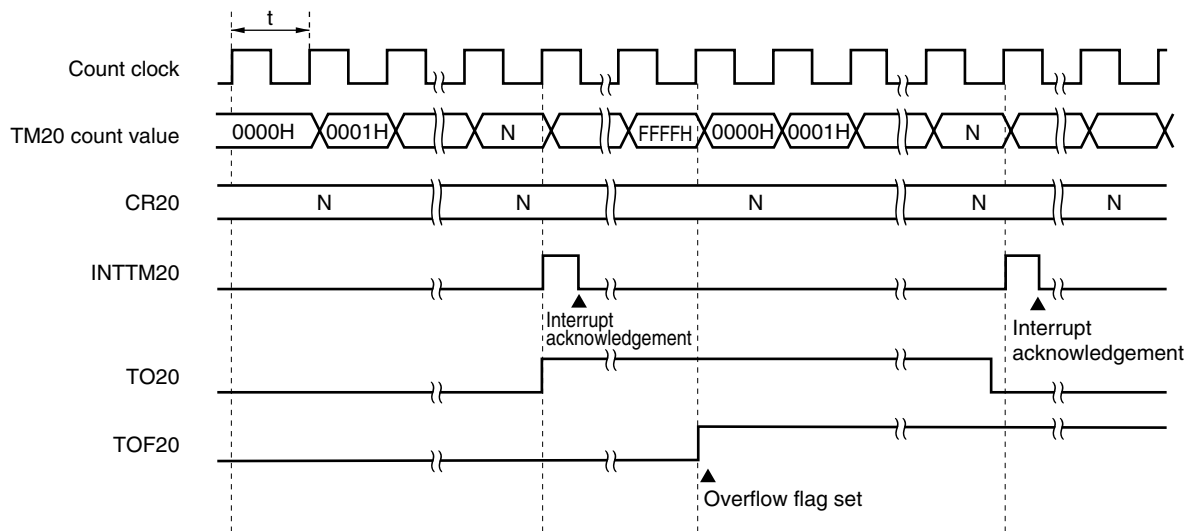 t
Count clock
TM20 count value
0000H 0001H N FFFFH 0000H 0001H N
CR20
N N N N N
INTTM20
Interrupt
acknowledgement
Interrupt
acknowledgement
TO20
TOF20
Overflow flag set